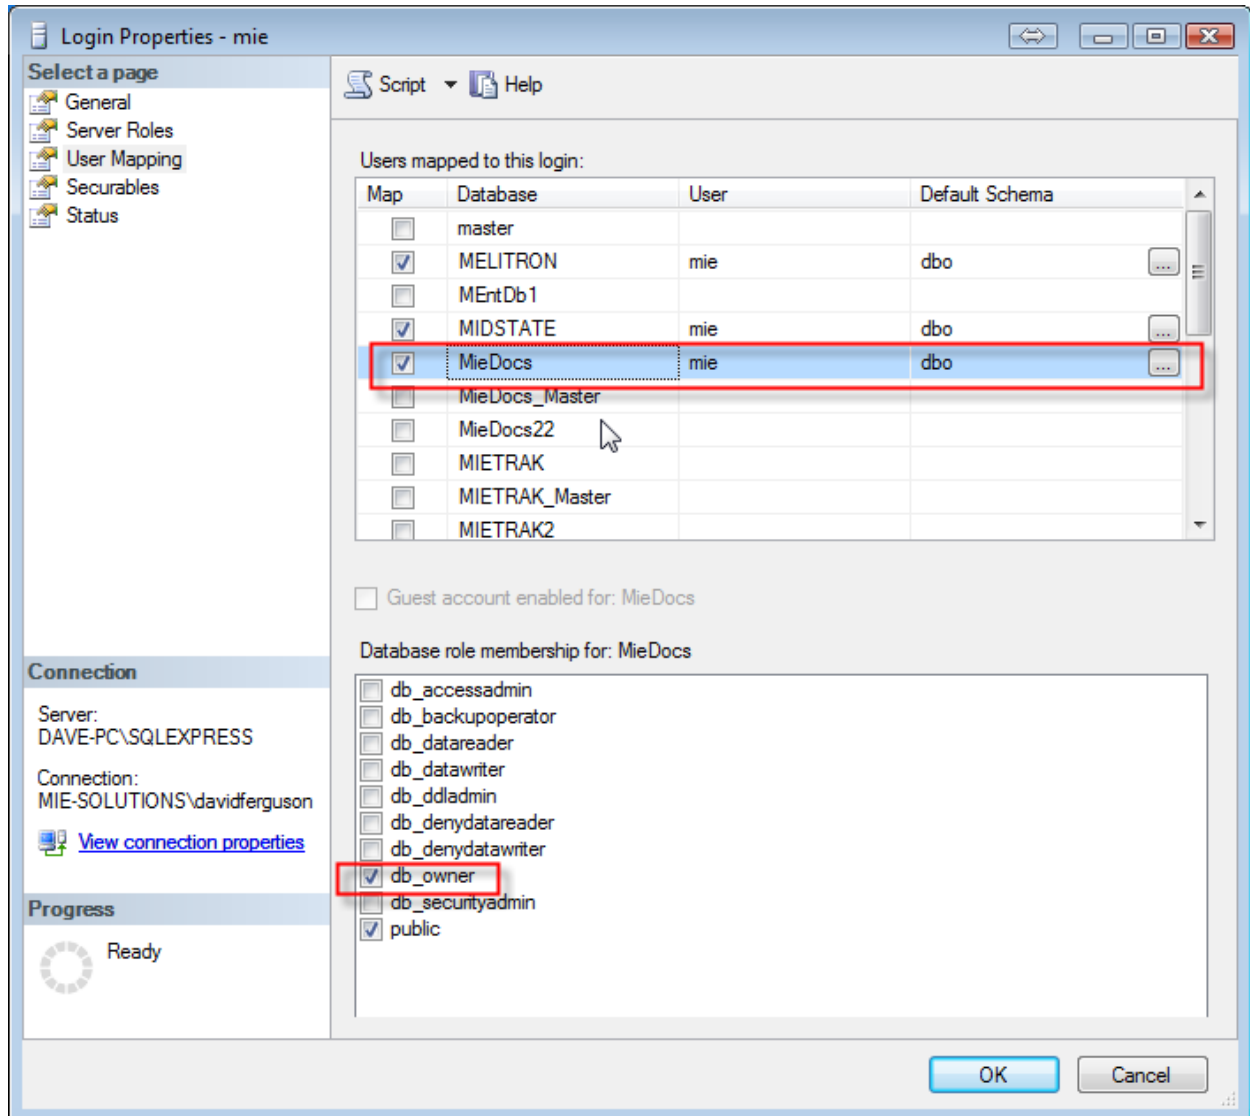 Login Properties - mie
Select a page
General
Server Roles
User Mapping
Securables
Status
Script Help
Users mapped to this login:
Map Database User Default Schema
master
MELITRON mie dbo ...
MEntDb1
MIDSTATE mie dbo ...
MieDocs mie dbo ...
MieDocs_Master
MieDocs22
MIETRAK
MIETRAK_Master
MIETRAK2
Guest account enabled for: MieDocs
Database role membership for: MieDocs
db_accessadmin
db_backupoperator
db_datareader
db_datawriter
db_ddladmin
db_denydatareader
db_denydatawriter
db_owner
db_securityadmin
public
Connection
Server:
DAVE-PC\SQLEXPRESS
Connection:
MIE-SOLUTIONS\davidferguson
View connection properties
Progress
Ready
OK Cancel